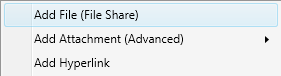 Add File (File Share)
Add Attachment (Advanced)
Add Hyperlink